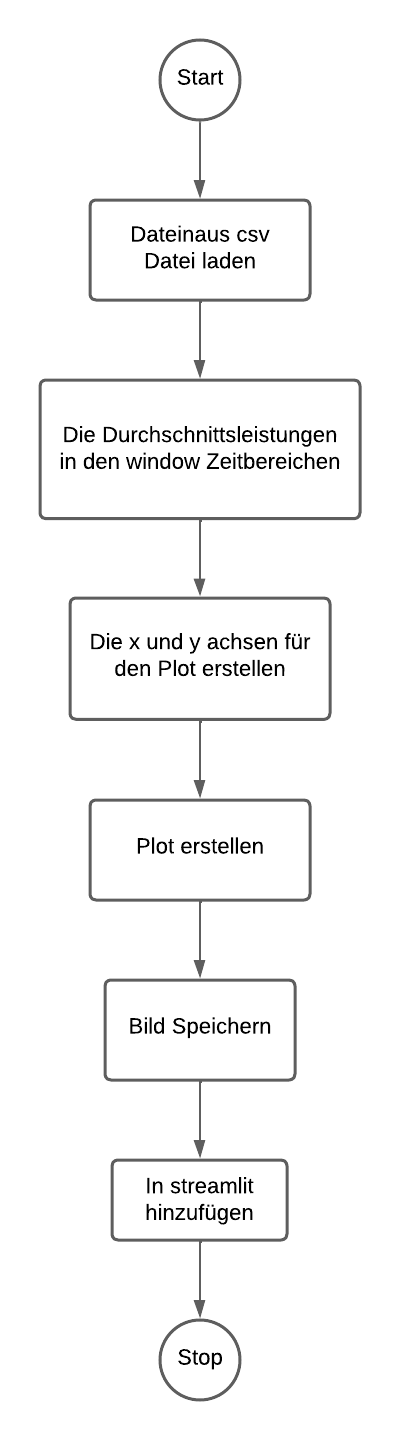 Start
Dateinaus csv
Datei laden
Die Durchschnittsleistungen
in den window Zeitbereichen
Die x und y achsen für
den Plot erstellen
Plot erstellen
Bild Speichern
In streamlit
hinzufügen
Stop